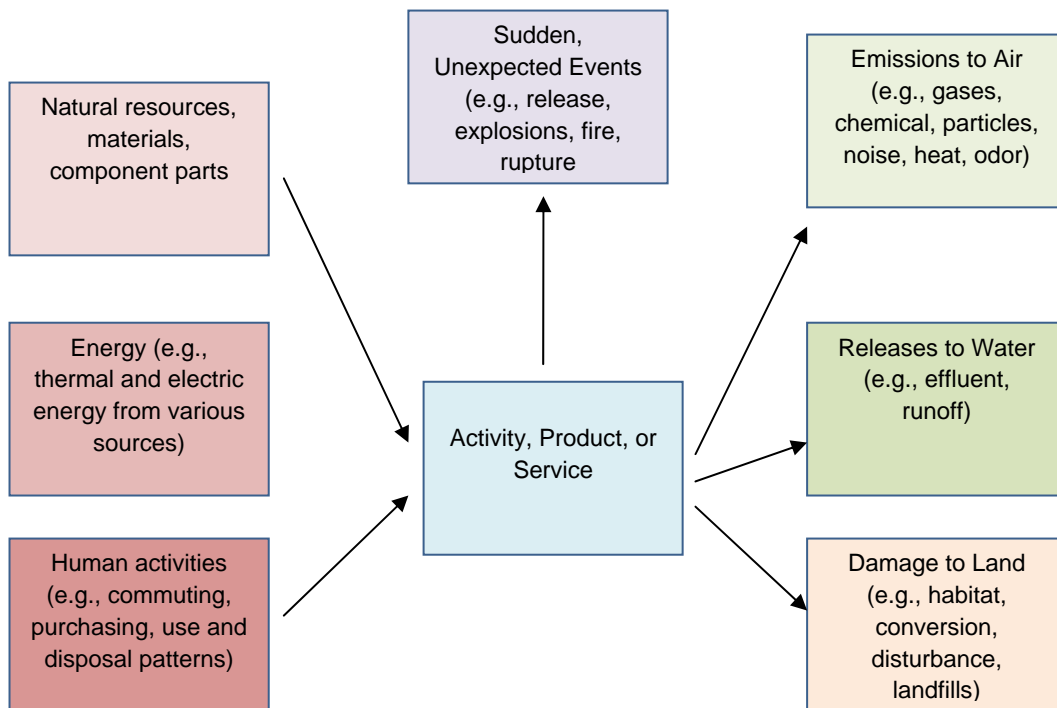 Natural resources,
materials,
component parts
Energy (e.g.,
thermal and electric
energy from various
sources)
Human activities
(e.g., commuting,
purchasing, use and
disposal patterns)
Sudden,
Unexpected Events
(e.g., release,
explosions, fire,
rupture
Activity, Product, or
Service
Emissions to Air
(e.g., gases,
chemical, particles,
noise, heat, odor)
Releases to Water
(e.g., effluent,
runoff)
Damage to Land
(e.g., habitat,
conversion,
disturbance,
landfills)